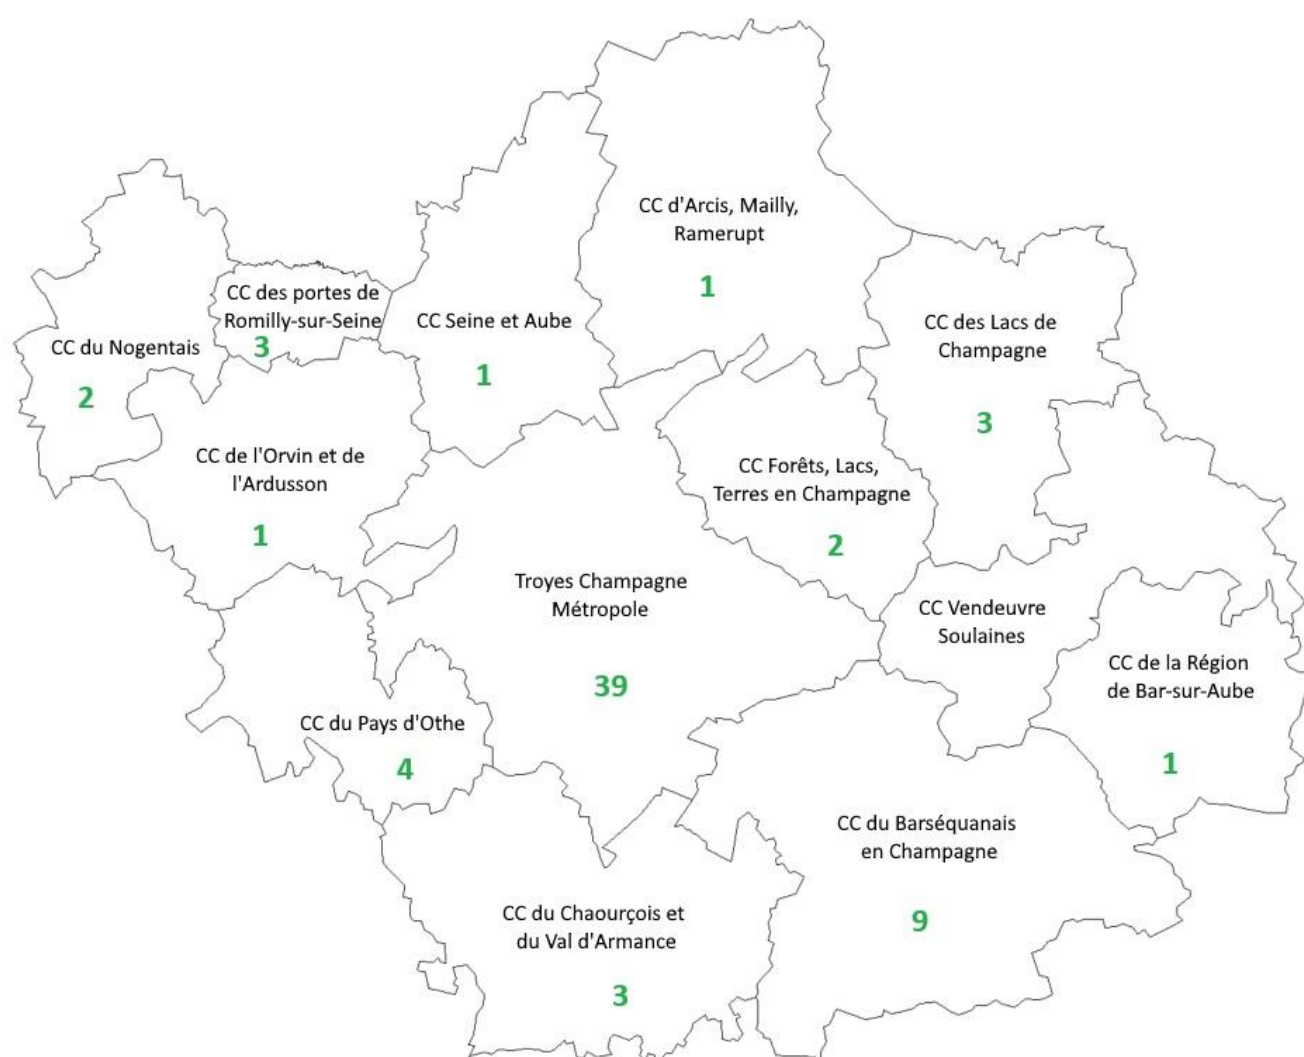 CC d'Arcis, Mailly,
Ramerupt
1
CC des portes de
Romilly-sur-Seine
3
CC Seine et Aube
1
CC des Lacs de
Champagne
3
CC du Nogentais
2
CC de l'Orvin et de
l'Ardusson
1
CC Forêts, Lacs,
Terres en Champagne
2
Troyes Champagne
Métropole
39
CC Vendeuvre
Soulaines
CC de la Région
de Bar-sur-Aube
1
CC du Pays d'Othe
4
CC du Barséquanais
en Champagne
9
CC du Chaourçois et
du Val d'Armance
3